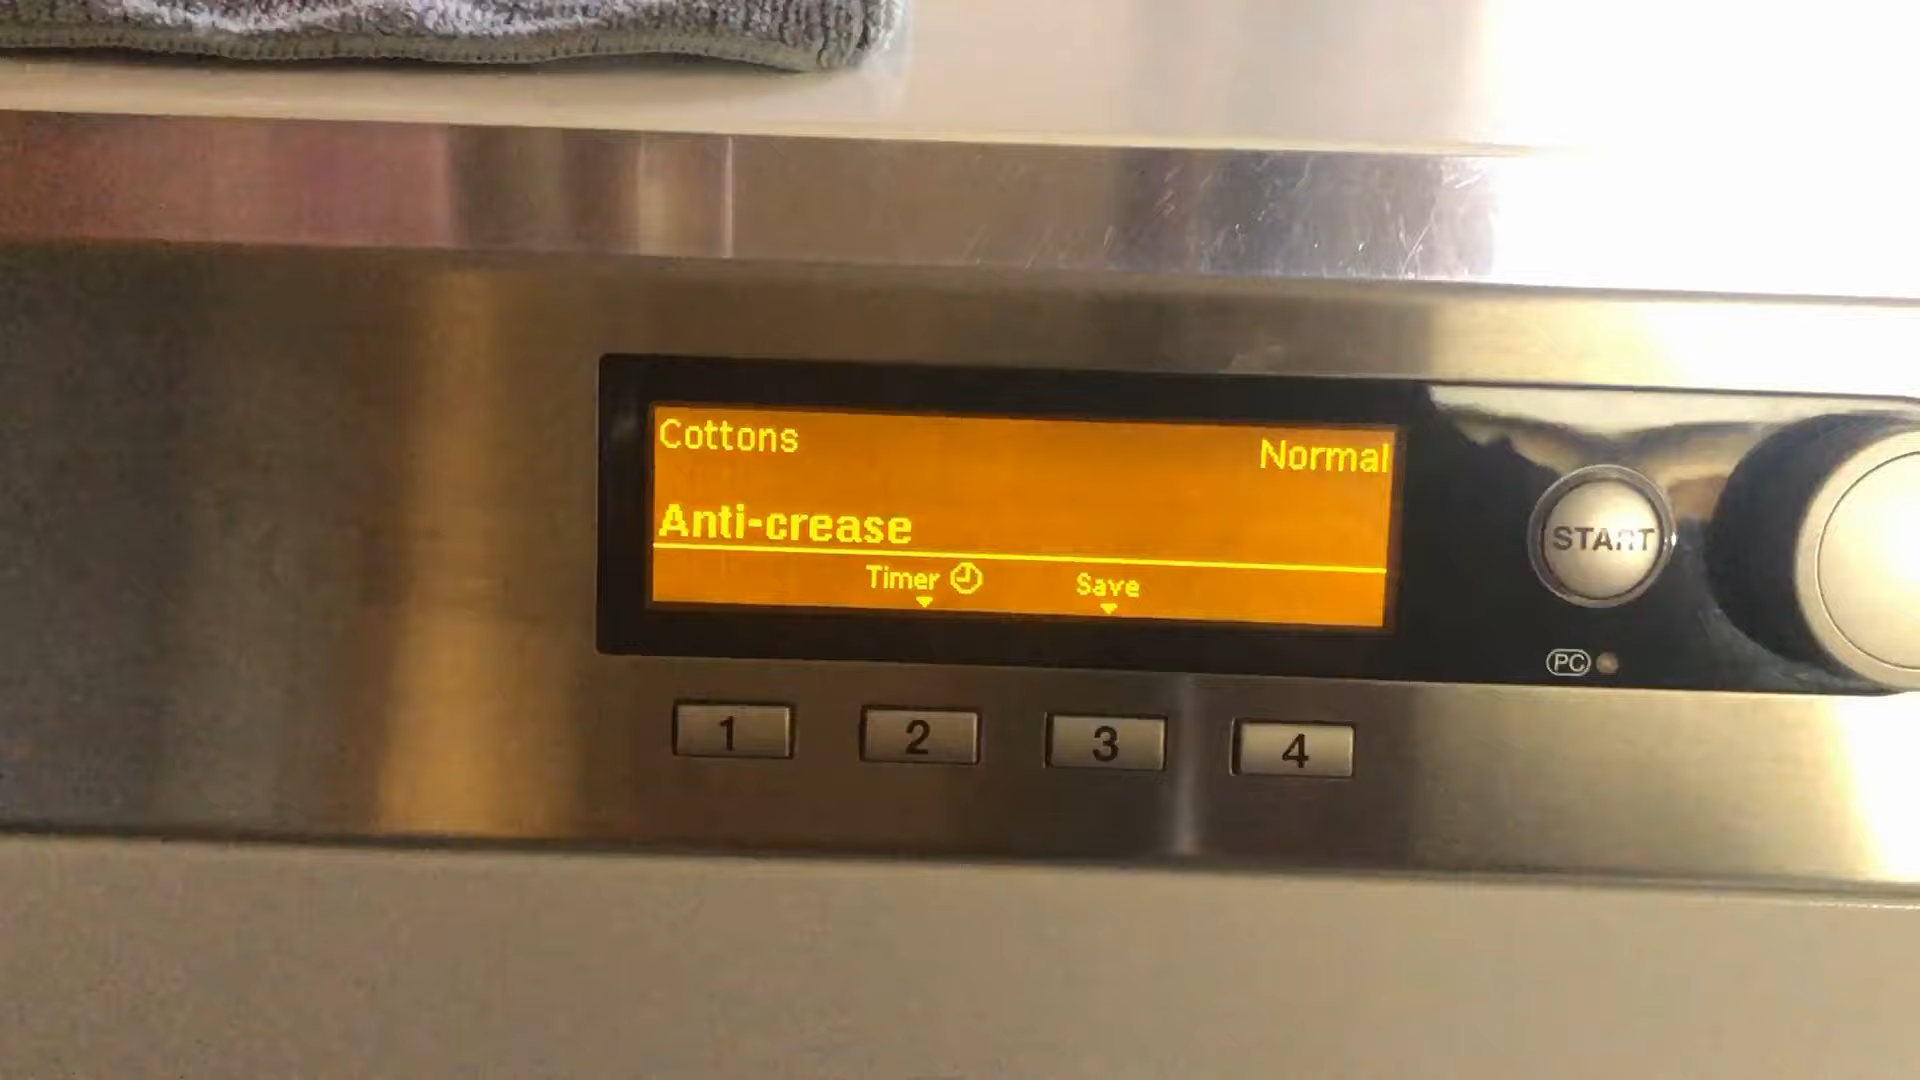 Cottons Normal
Anti-crease
Timer Save
START
PC
1 2 3 4